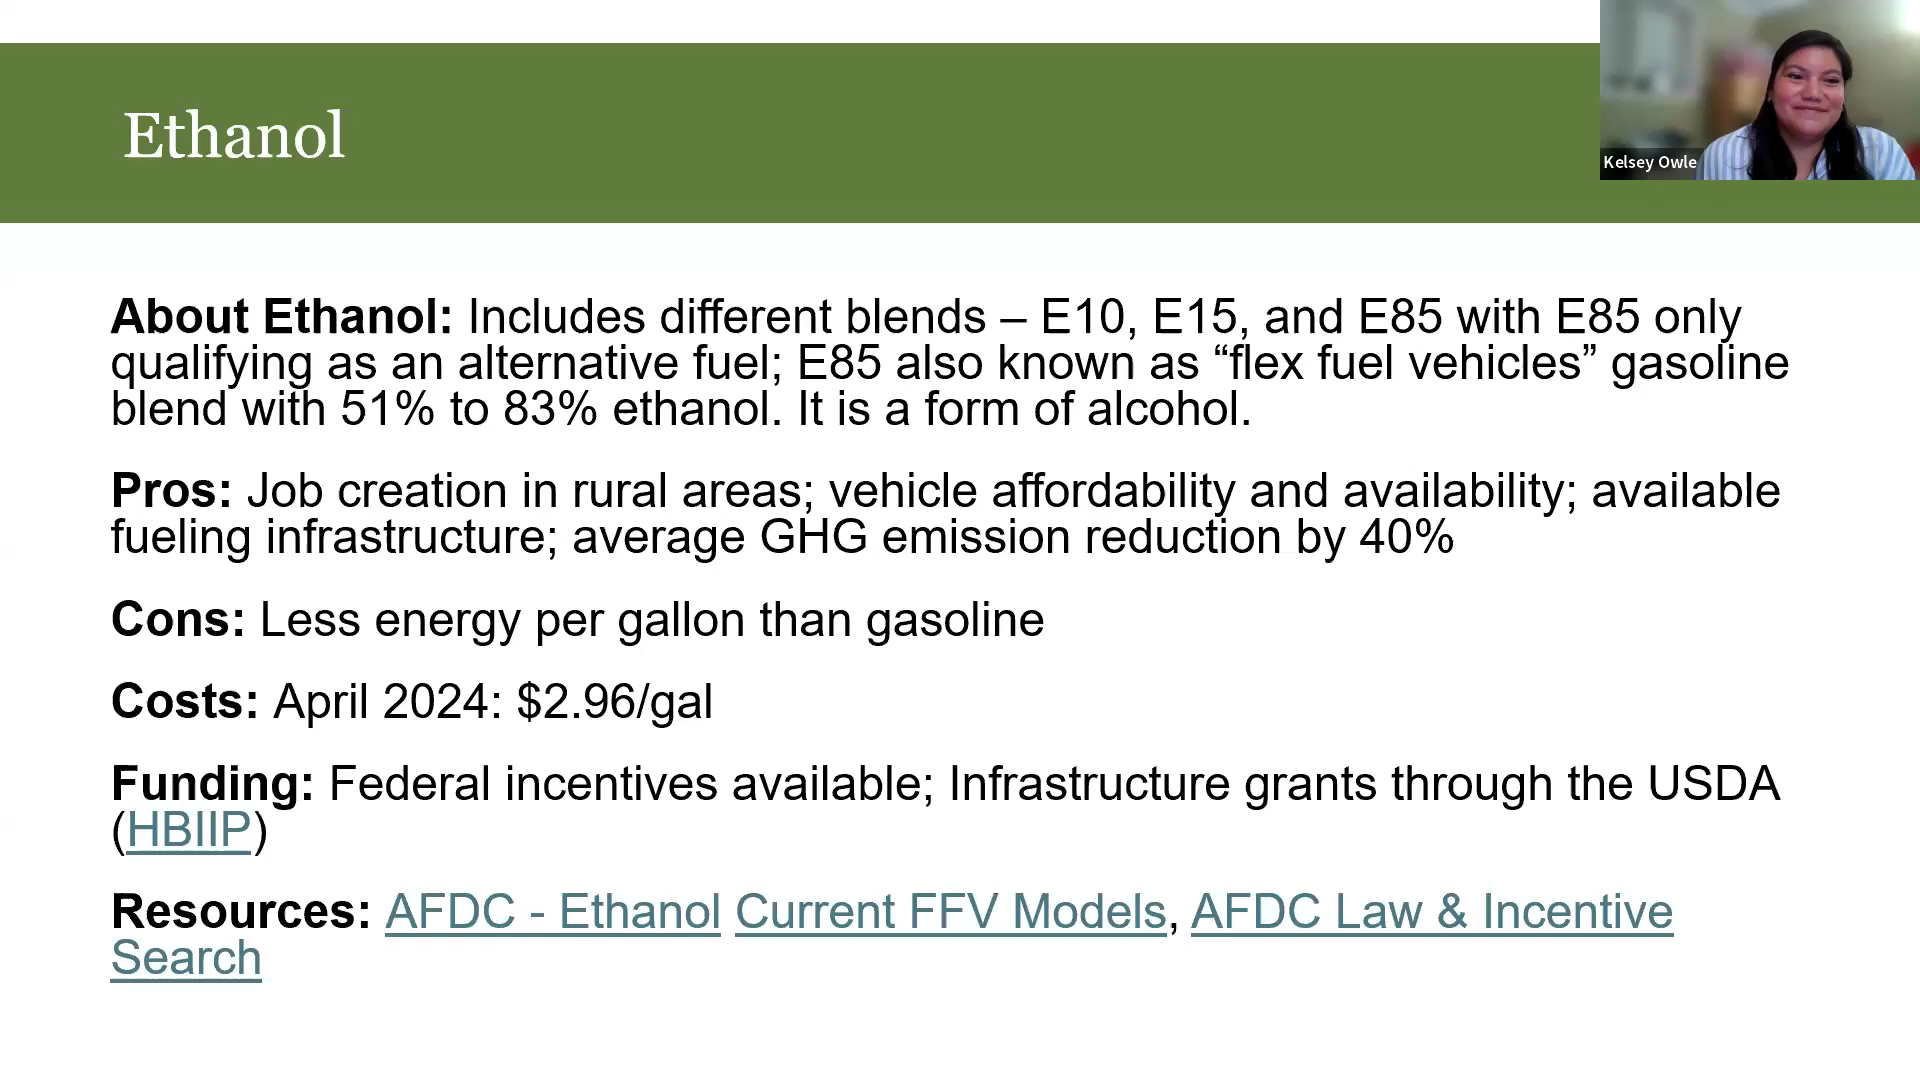 Ethanol
Kelsey Owle
About Ethanol: Includes different blends – E10, E15, and E85 with E85 only
qualifying as an alternative fuel; E85 also known as “flex fuel vehicles” gasoline
blend with 51% to 83% ethanol. It is a form of alcohol.
Pros: Job creation in rural areas; vehicle affordability and availability; available
fueling infrastructure; average GHG emission reduction by 40%
Cons: Less energy per gallon than gasoline
Costs: April 2024: $2.96/gal
Funding: Federal incentives available; Infrastructure grants through the USDA
(HBIIP)
Resources: AFDC - Ethanol Current FFV Models, AFDC Law & Incentive
Search